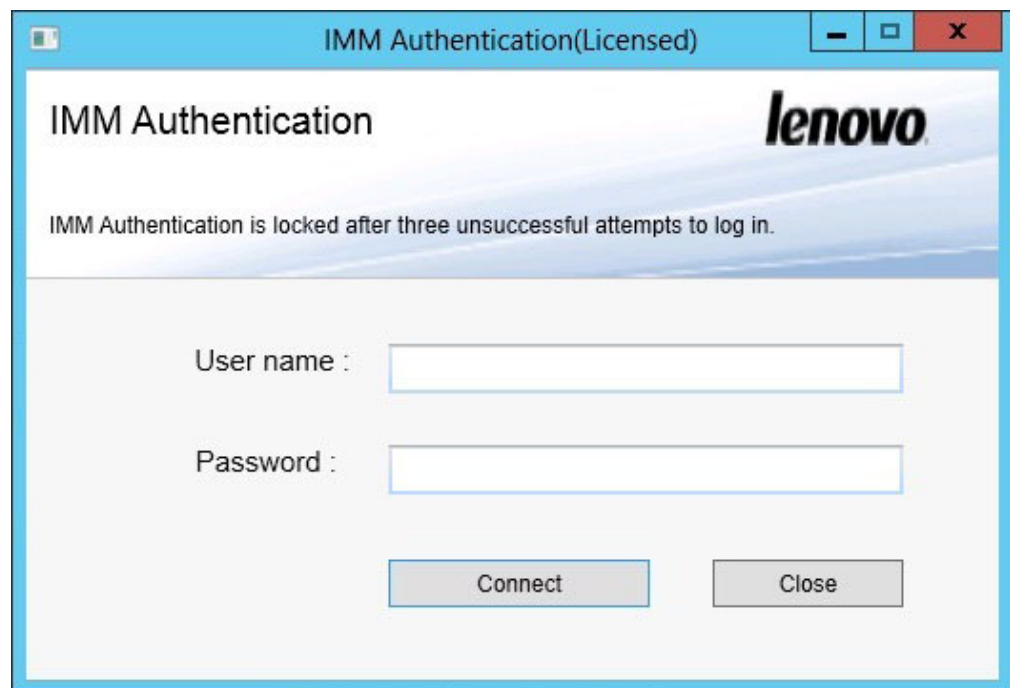 IMM Authentication(Licensed)
IMM Authentication
lenovo
IMM Authentication is locked after three unsuccessful attempts to log in.
User name :
Password :
Connect
Close